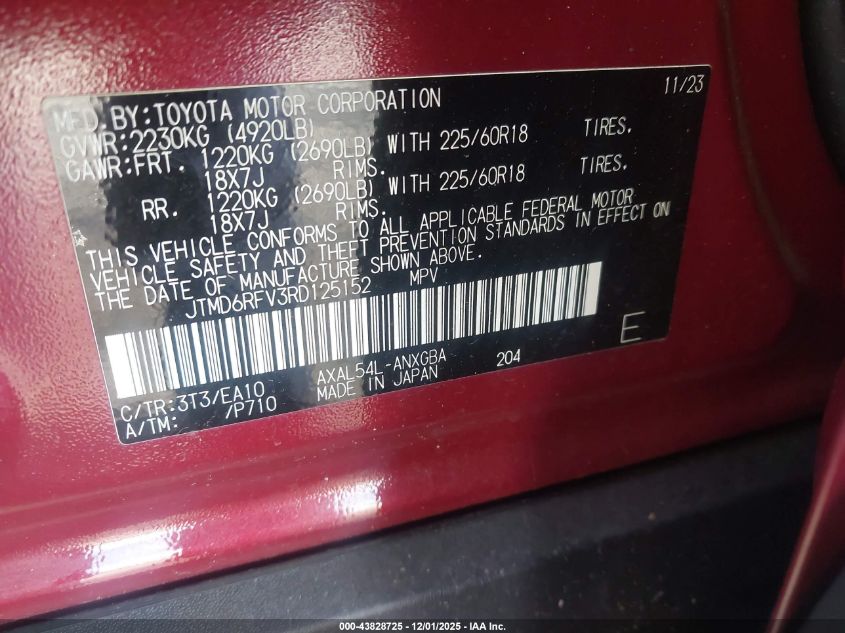 MFD. BY: TOYOTA MOTOR CORPORATION 11/23
GVWR: 2230KG (4920LB)
GAWR: FRT. 1220KG (2690LB) WITH 225/60R18 TIRES.
18X7J RIMS.
RR. 1220KG (2690LB) WITH 225/60R18 TIRES.
18X7J RIMS.
THIS VEHICLE CONFORMS TO ALL APPLICABLE FEDERAL MOTOR
VEHICLE SAFETY AND THEFT PREVENTION STANDARDS IN EFFECT ON
THE DATE OF MANUFACTURE SHOWN ABOVE.
JTMD6RFV3RD125152 MPV
E
C/TR: 3T3/EA10 AXAL54L-ANXGBA 204
A/TM: /P710 MADE IN JAPAN
000-43828725 - 12/01/2025 - IAA Inc.